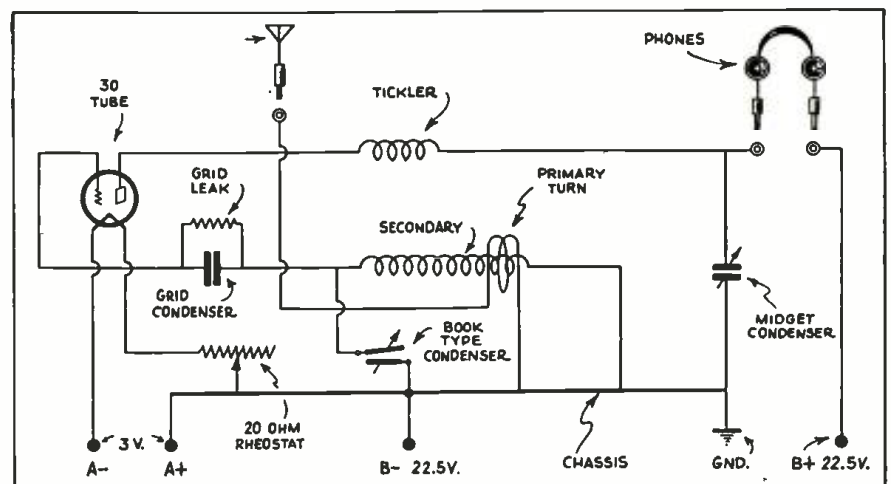 PHONES
30
TUBE
TICKLER
GRID
LEAK
PRIMARY
TURN
SECONDARY
GRID
CONDENSER
BOOK
TYPE
CONDENSER
MIDGET
CONDENSER
20 OHM
RHEOSTAT
3 V.
A-
A+
B- 22.5V.
CHASSIS
GND.
B+ 22.5V.